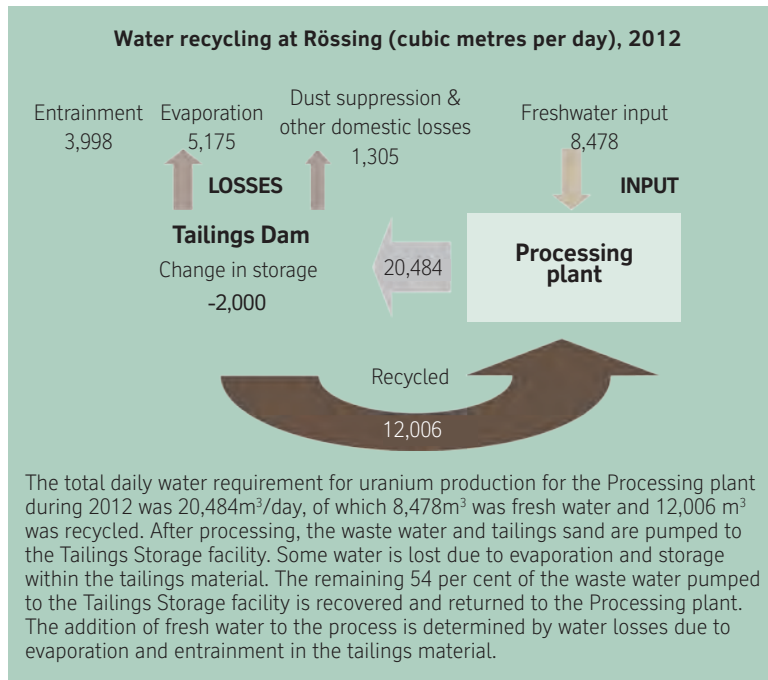 Water recycling at Rössing (cubic metres per day), 2012
Entrainment
3,998
Evaporation
5,175
Dust suppression &
other domestic losses
1,305
Freshwater input
8,478
LOSSES
INPUT
Tailings Dam
Change in storage
-2,000
20,484
Processing
plant
Recycled
12,006
The total daily water requirement for uranium production for the Processing plant
during 2012 was 20,484m³/day, of which 8,478m³ was fresh water and 12,006 m³
was recycled. After processing, the waste water and tailings sand are pumped to
the Tailings Storage facility. Some water is lost due to evaporation and storage
within the tailings material. The remaining 54 per cent of the waste water pumped
to the Tailings Storage facility is recovered and returned to the Processing plant.
The addition of fresh water to the process is determined by water losses due to
evaporation and entrainment in the tailings material.